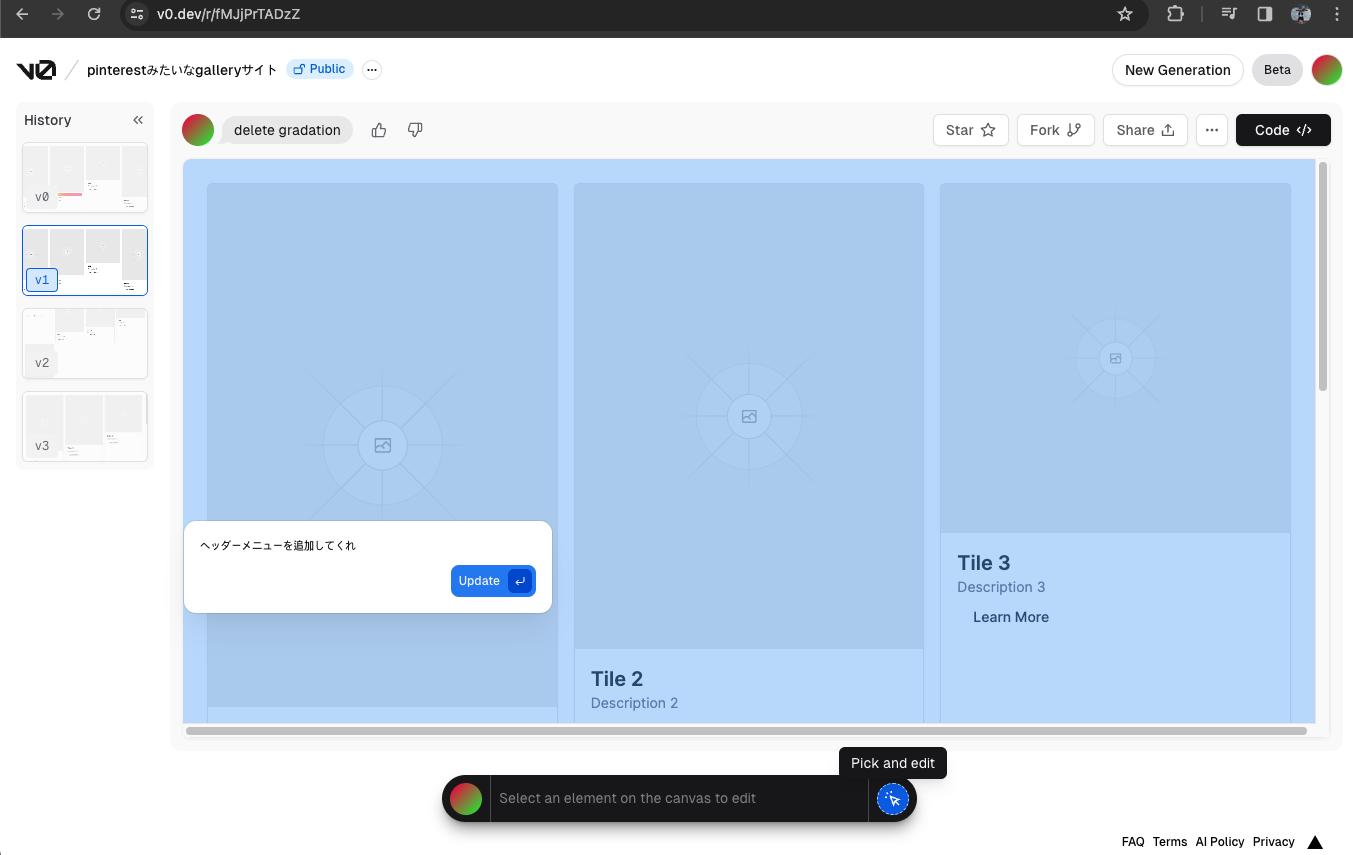 v0.dev/r/fMJjPrTADzZ
v0
pinterestみたいなgalleryサイト
Public
New Generation
Beta
History
delete gradation
Star
Fork
Share
Code </>
v0
v1
v2
v3
ヘッダーメニューを追加してくれ
Update
Tile 3
Description 3
Learn More
Tile 2
Description 2
Pick and edit
Select an element on the canvas to edit
FAQ Terms AI Policy Privacy